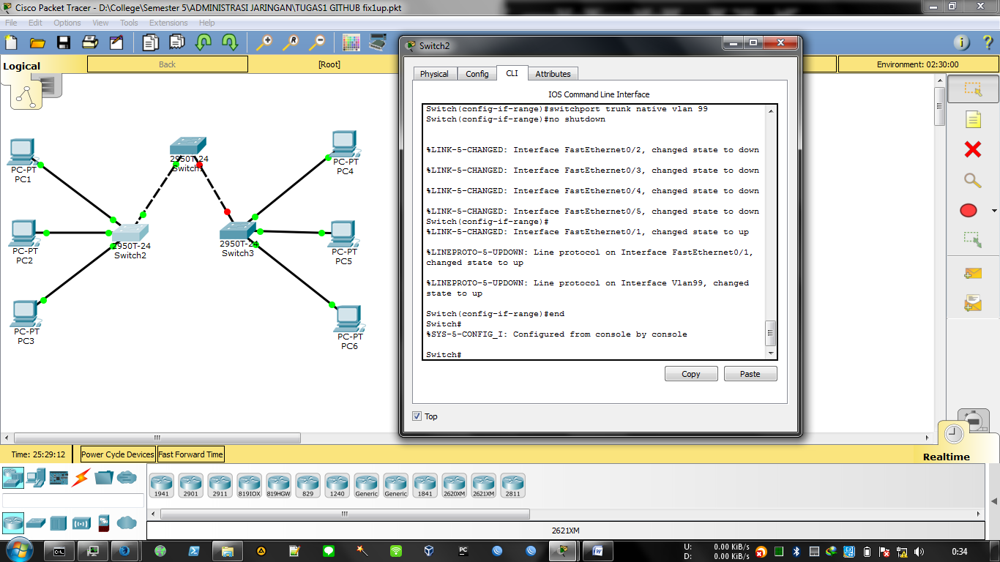 Cisco Packet Tracer - D:\College\Semester 5\ADMINISTRASI JARINGAN\TUGAS1 GITHUB fix1up.pkt
File Edit Options View Tools Extensions Help
Logical
Back
[Root]
Environment: 02:30:00
Switch2
Physical Config CLI Attributes
IOS Command Line Interface
Switch(config-if-range)#switchport trunk native vlan 99
Switch(config-if-range)#no shutdown
%LINK-5-CHANGED: Interface FastEthernet0/2, changed state to down
%LINK-5-CHANGED: Interface FastEthernet0/3, changed state to down
%LINK-5-CHANGED: Interface FastEthernet0/4, changed state to down
%LINK-5-CHANGED: Interface FastEthernet0/5, changed state to down
Switch(config-if-range)#
%LINK-5-CHANGED: Interface FastEthernet0/1, changed state to up
%LINEPROTO-5-UPDOWN: Line protocol on Interface FastEthernet0/1,
changed state to up
%LINEPROTO-5-UPDOWN: Line protocol on Interface Vlan99, changed
state to up
Switch(config-if-range)#end
Switch#
%SYS-5-CONFIG_I: Configured from console by console
Switch#
Copy
Paste
Top
PC-PT
PC1
2950T-24
Switch1
PC-PT
PC4
PC-PT
PC2
2950T-24
Switch2
2950T-24
Switch3
PC-PT
PC5
PC-PT
PC3
PC-PT
PC6
Time: 25:29:12
Power Cycle Devices
Fast Forward Time
Realtime
1941
2901
2911
819IOX
819HGW
829
1240
Generic
Generic
1841
2620XM
2621XM
2811
2621XM
PC
U: 0.00 KiB/s
D: 0.00 KiB/s
0:34